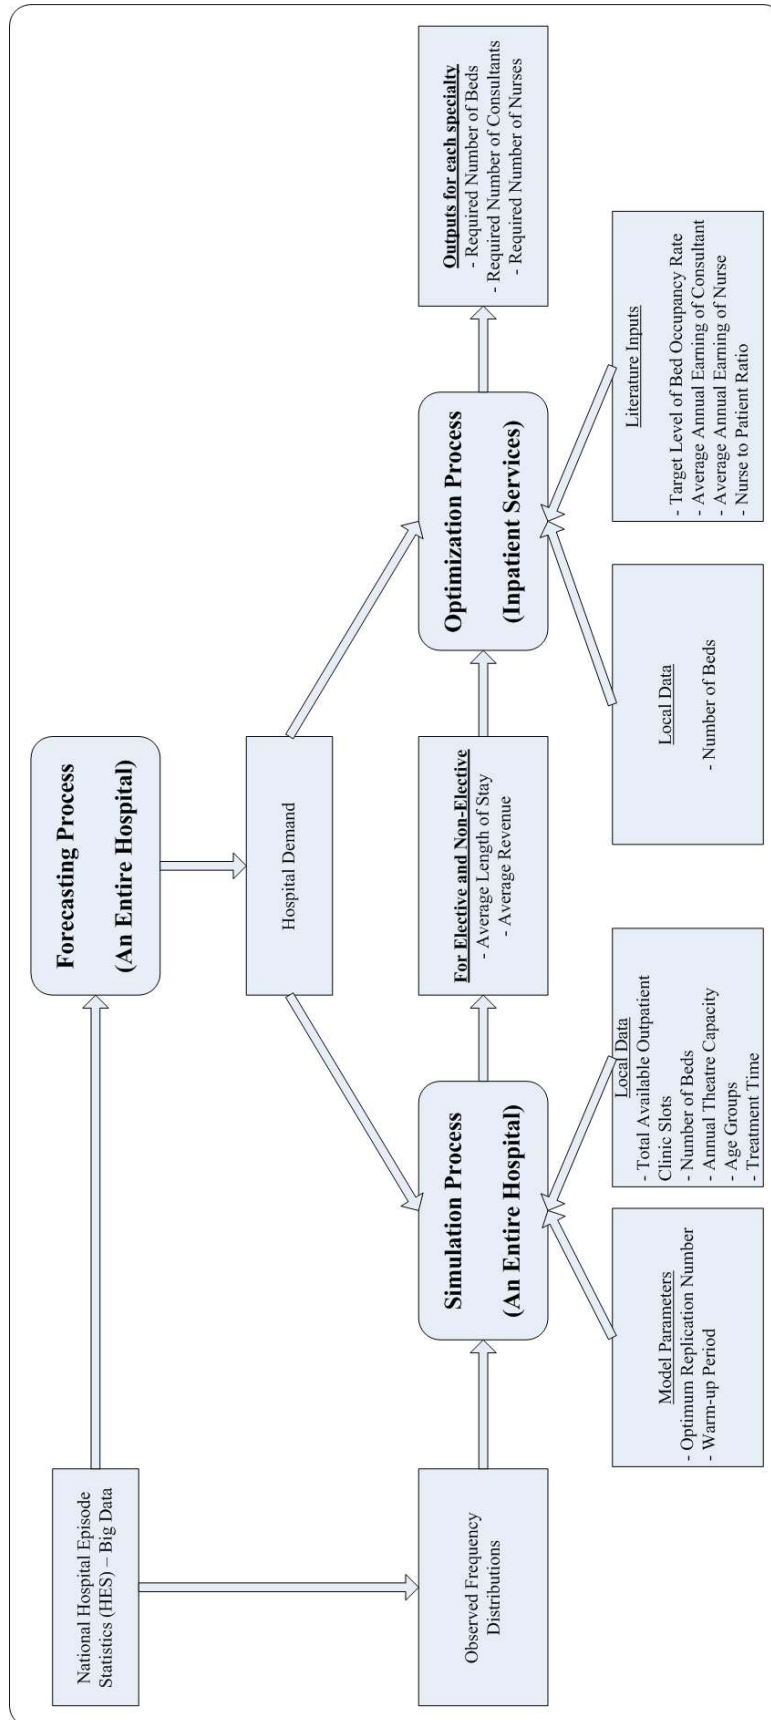 National Hospital Episode
Statistics (HES) – Big Data
Forecasting Process
(An Entire Hospital)
Hospital Demand
Observed Frequency
Distributions
Simulation Process
(An Entire Hospital)
For Elective and Non-Elective
- Average Length of Stay
- Average Revenue
Optimization Process
(Inpatient Services)
Outputs for each specialty
- Required Number of Beds
- Required Number of Consultants
- Required Number of Nurses
Model Parameters
- Optimum Replication Number
- Warm-up Period
Local Data
- Total Available Outpatient
Clinic Slots
- Number of Beds
- Annual Theatre Capacity
- Age Groups
- Treatment Time
Local Data
- Number of Beds
Literature Inputs
- Target Level of Bed Occupancy Rate
- Average Annual Earning of Consultant
- Average Annual Earning of Nurse
- Nurse to Patient Ratio